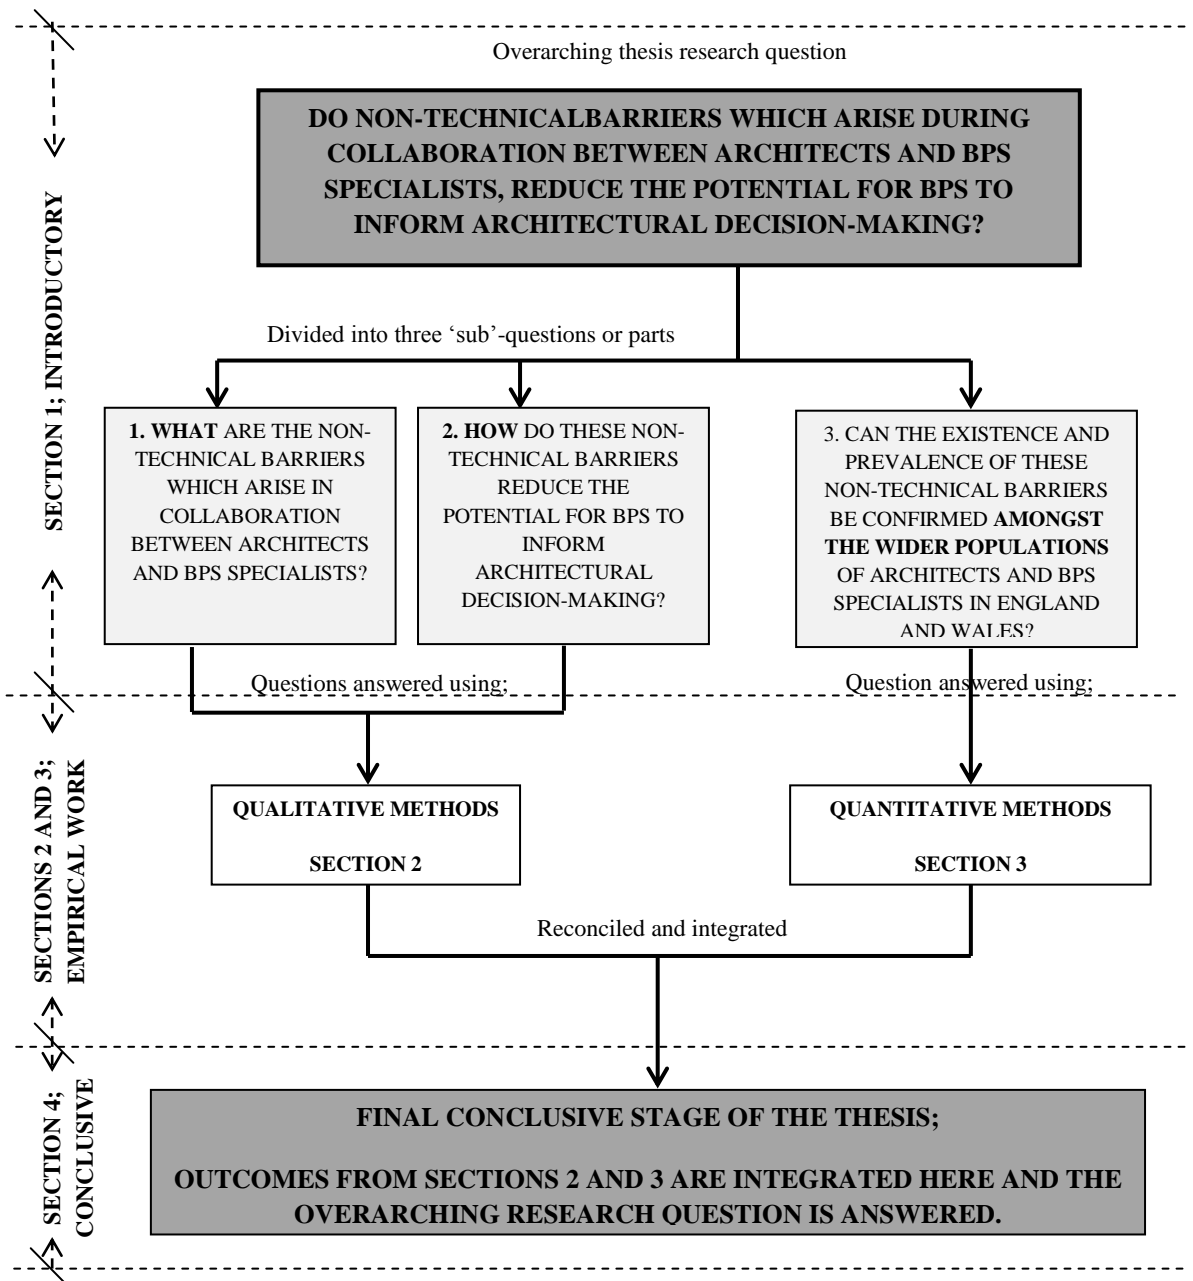 Overarching thesis research question
DO NON-TECHNICALBARRIERS WHICH ARISE DURING
COLLABORATION BETWEEN ARCHITECTS AND BPS
SPECIALISTS, REDUCE THE POTENTIAL FOR BPS TO
INFORM ARCHITECTURAL DECISION-MAKING?
SECTION 1; INTRODUCTORY
Divided into three ‘sub’-questions or parts
1. WHAT ARE THE NON-
TECHNICAL BARRIERS
WHICH ARISE IN
COLLABORATION
BETWEEN ARCHITECTS
AND BPS SPECIALISTS?
2. HOW DO THESE NON-
TECHNICAL BARRIERS
REDUCE THE
POTENTIAL FOR BPS TO
INFORM
ARCHITECTURAL
DECISION-MAKING?
3. CAN THE EXISTENCE AND
PREVALENCE OF THESE
NON-TECHNICAL BARRIERS
BE CONFIRMED AMONGST
THE WIDER POPULATIONS
OF ARCHITECTS AND BPS
SPECIALISTS IN ENGLAND
AND WALES?
Questions answered using;
Question answered using;
SECTIONS 2 AND 3;
EMPIRICAL WORK
QUALITATIVE METHODS
SECTION 2
QUANTITATIVE METHODS
SECTION 3
Reconciled and integrated
SECTION 4;
CONCLUSIVE
FINAL CONCLUSIVE STAGE OF THE THESIS;
OUTCOMES FROM SECTIONS 2 AND 3 ARE INTEGRATED HERE AND THE
OVERARCHING RESEARCH QUESTION IS ANSWERED.